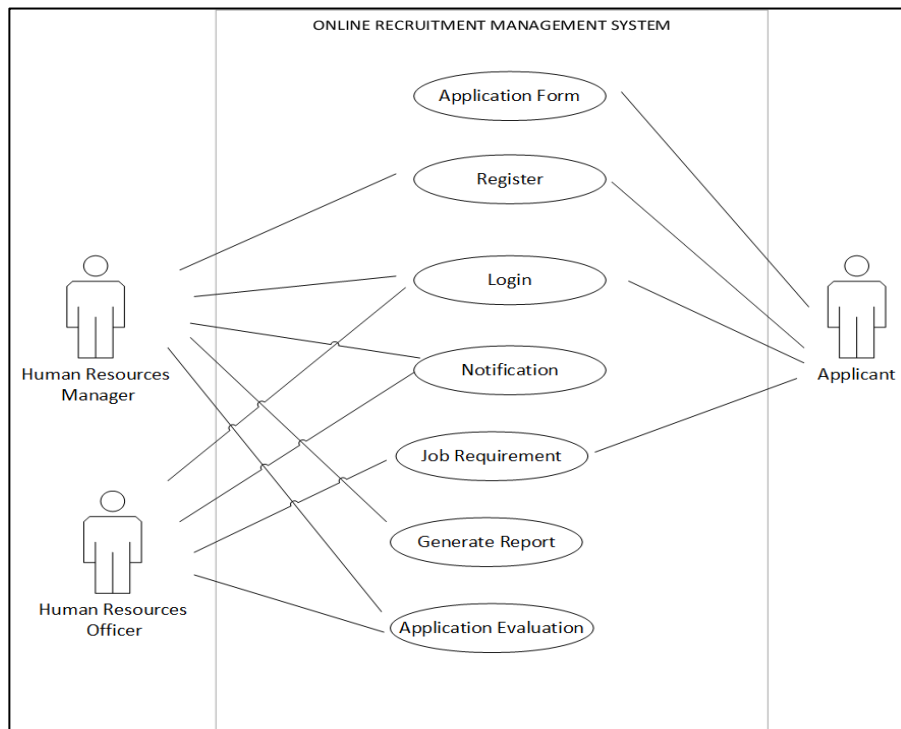 ONLINE RECRUITMENT MANAGEMENT SYSTEM
Application Form
Register
Login
Human Resources
Manager
Notification
Applicant
Job Requirement
Generate Report
Human Resources
Officer
Application Evaluation